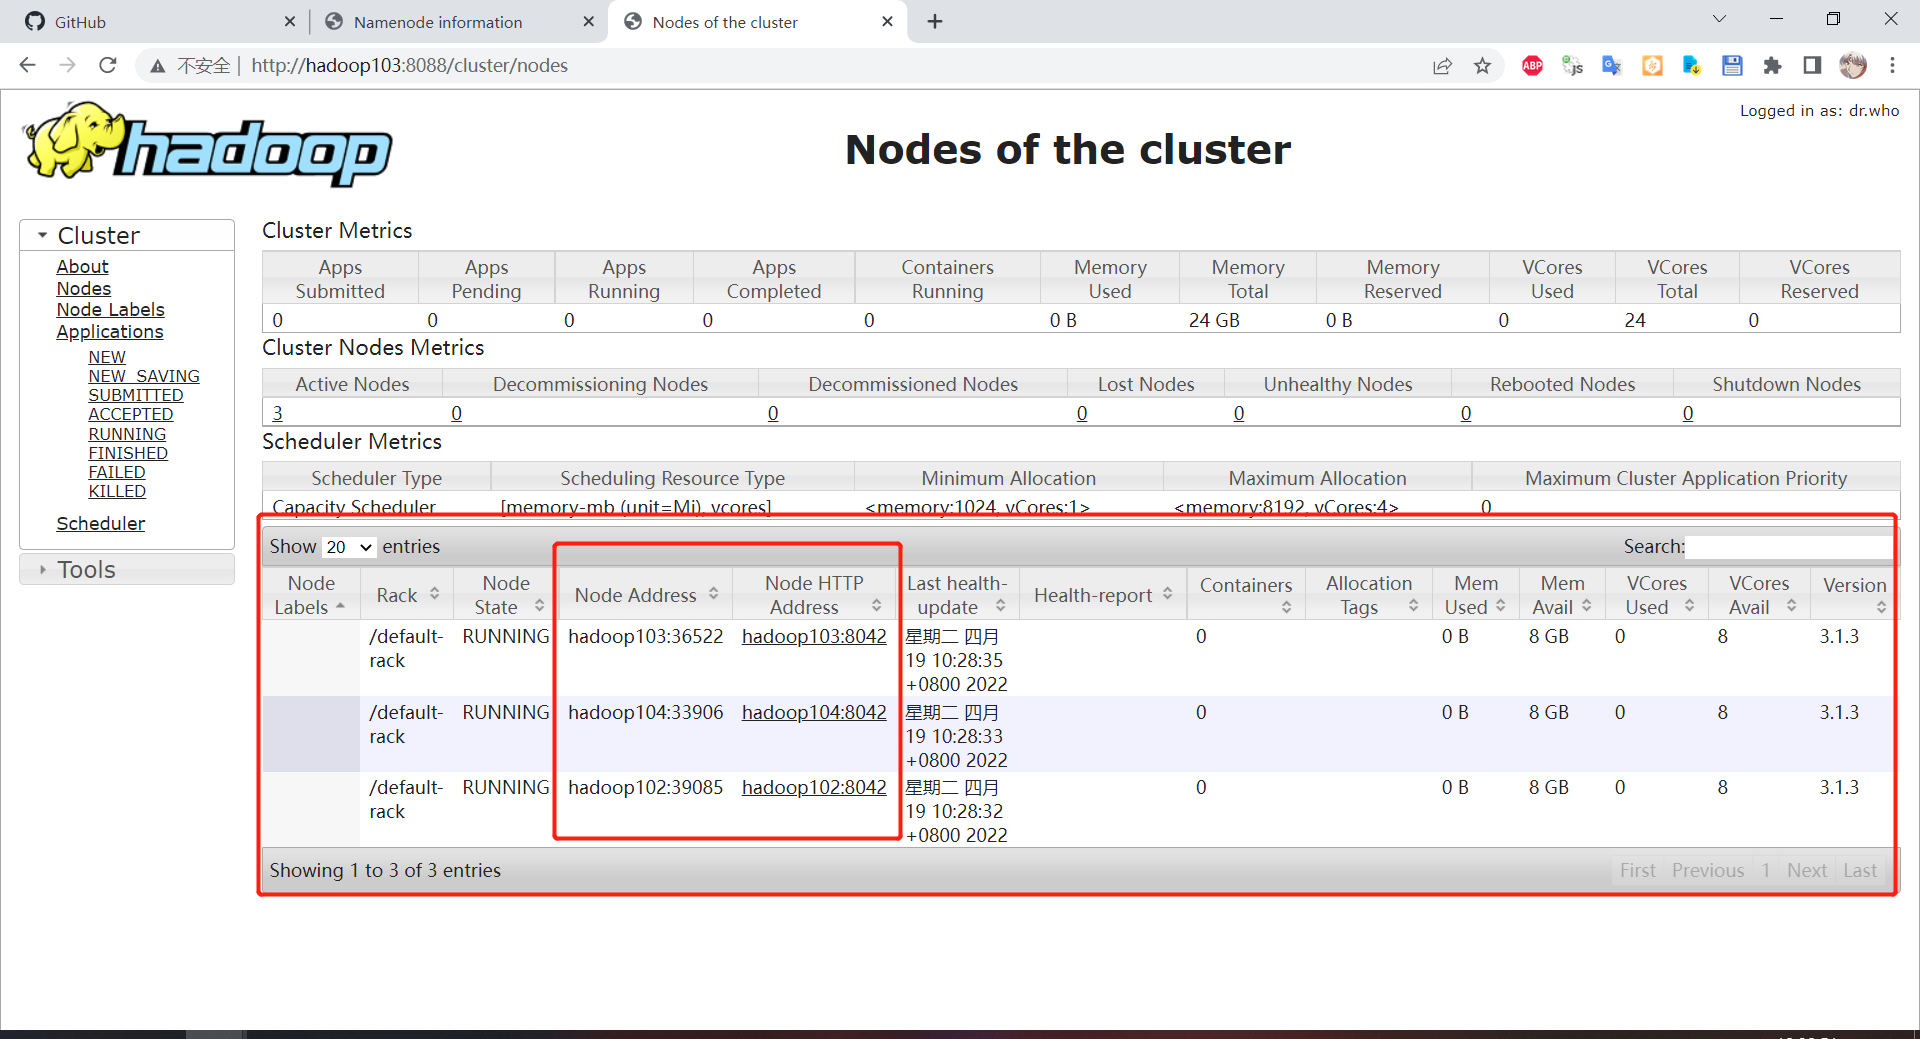 GitHub
Namenode information
Nodes of the cluster
不安全 | http://hadoop103:8088/cluster/nodes
ABP
js
Logged in as: dr.who
hadoop
Nodes of the cluster
Cluster
About
Nodes
Node Labels
Applications
NEW
NEW_SAVING
SUBMITTED
ACCEPTED
RUNNING
FINISHED
FAILED
KILLED
Scheduler
Tools
Cluster Metrics
Apps Submitted Apps Pending Apps Running Apps Completed Containers Running Memory Used Memory Total Memory Reserved VCores Used VCores Total VCores Reserved
0 0 0 0 0 0 B 24 GB 0 B 0 24 0
Cluster Nodes Metrics
Active Nodes Decommissioning Nodes Decommissioned Nodes Lost Nodes Unhealthy Nodes Rebooted Nodes Shutdown Nodes
3 0 0 0 0 0 0
Scheduler Metrics
Scheduler Type Scheduling Resource Type Minimum Allocation Maximum Allocation Maximum Cluster Application Priority
Capacity Scheduler [memory-mb (unit=Mi), vcores] <memory:1024, vCores:1> <memory:8192, vCores:4> 0
Show 20 entries Search:
Node Labels Rack Node State Node Address Node HTTP Address Last health-update Health-report Containers Allocation Tags Mem Used Mem Avail VCores Used VCores Avail Version
/default-rack RUNNING hadoop103:36522 hadoop103:8042 星期二 四月 19 10:28:35 +0800 2022 0 0 B 8 GB 0 8 3.1.3
/default-rack RUNNING hadoop104:33906 hadoop104:8042 星期二 四月 19 10:28:33 +0800 2022 0 0 B 8 GB 0 8 3.1.3
/default-rack RUNNING hadoop102:39085 hadoop102:8042 星期二 四月 19 10:28:32 +0800 2022 0 0 B 8 GB 0 8 3.1.3
Showing 1 to 3 of 3 entries First Previous 1 Next Last